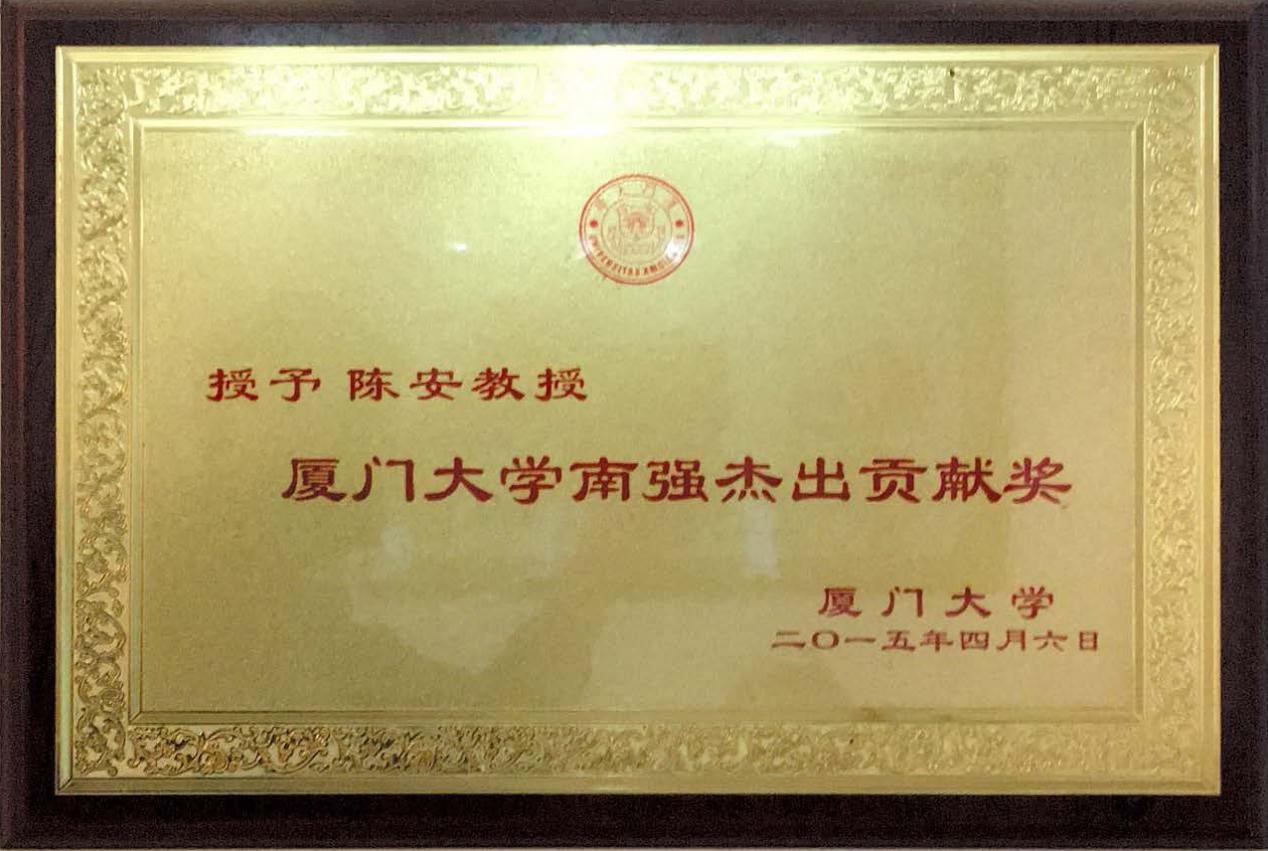 授予 陈安教授
厦门大学南强杰出贡献奖
厦门大学
二〇一五年四月六日